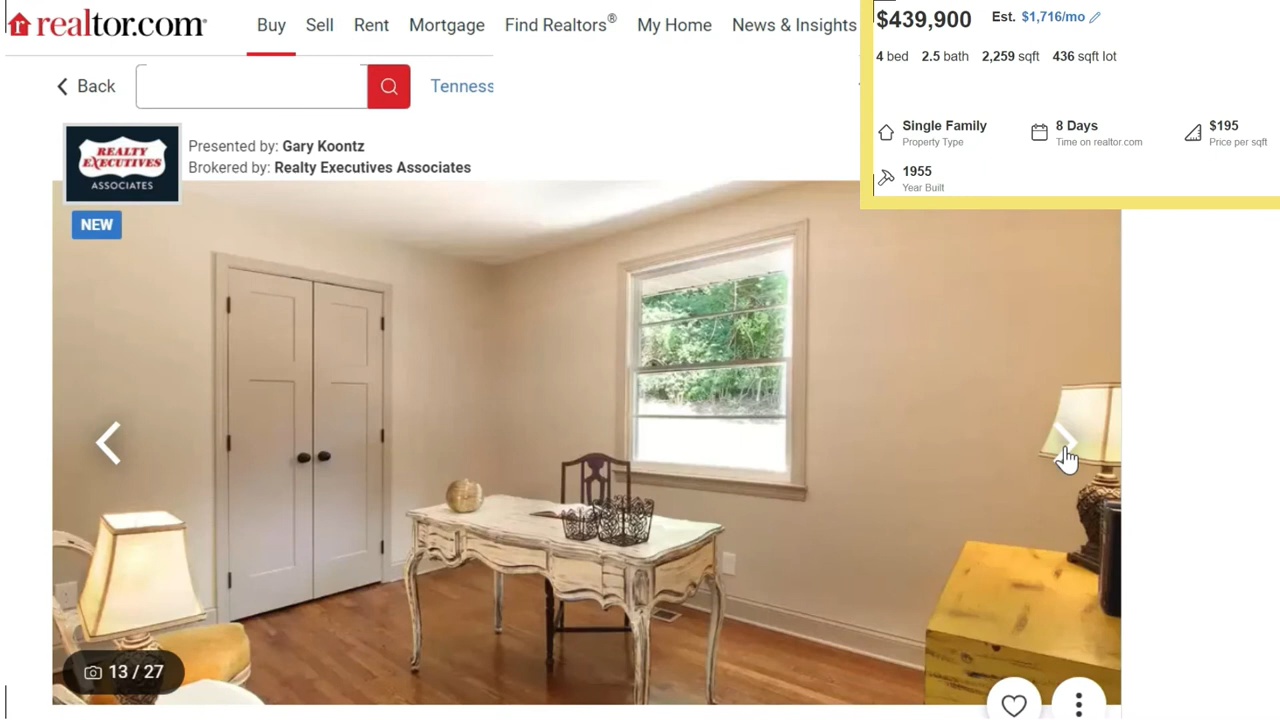 realtor.com®
Buy Sell Rent Mortgage Find Realtors® My Home News & Insights
$439,900 Est. $1,716/mo
4 bed 2.5 bath 2,259 sqft 436 sqft lot
Single Family
Property Type
8 Days
Time on realtor.com
$195
Price per sqft
1955
Year Built
Back
Tenness
REALTY
EXECUTIVES
ASSOCIATES
Presented by: Gary Koontz
Brokered by: Realty Executives Associates
NEW
13 / 27